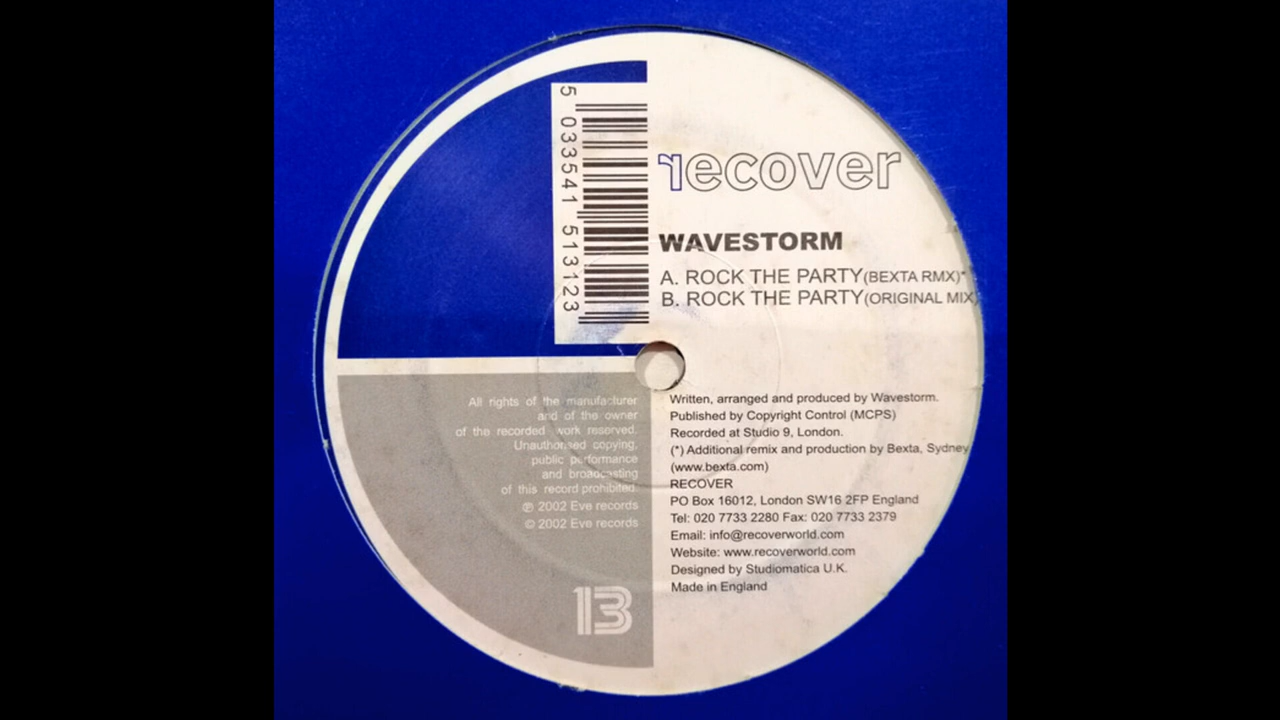 5 033541 513123
recover
WAVESTORM
A. ROCK THE PARTY(BEXTA RMX)*
B. ROCK THE PARTY(ORIGINAL MIX)
All rights of the manufacturer
and of the owner
of the recorded work reserved.
Unauthorised copying,
public performance
and broadcasting
of this record prohibited.
℗ 2002 Eve records
© 2002 Eve records
13
Written, arranged and produced by Wavestorm.
Published by Copyright Control (MCPS)
Recorded at Studio 9, London.
(*) Additional remix and production by Bexta, Sydney
(www.bexta.com)
RECOVER
PO Box 16012, London SW16 2FP England
Tel: 020 7733 2280 Fax: 020 7733 2379
Email: info@recoverworld.com
Website: www.recoverworld.com
Designed by Studiomatica U.K.
Made in England